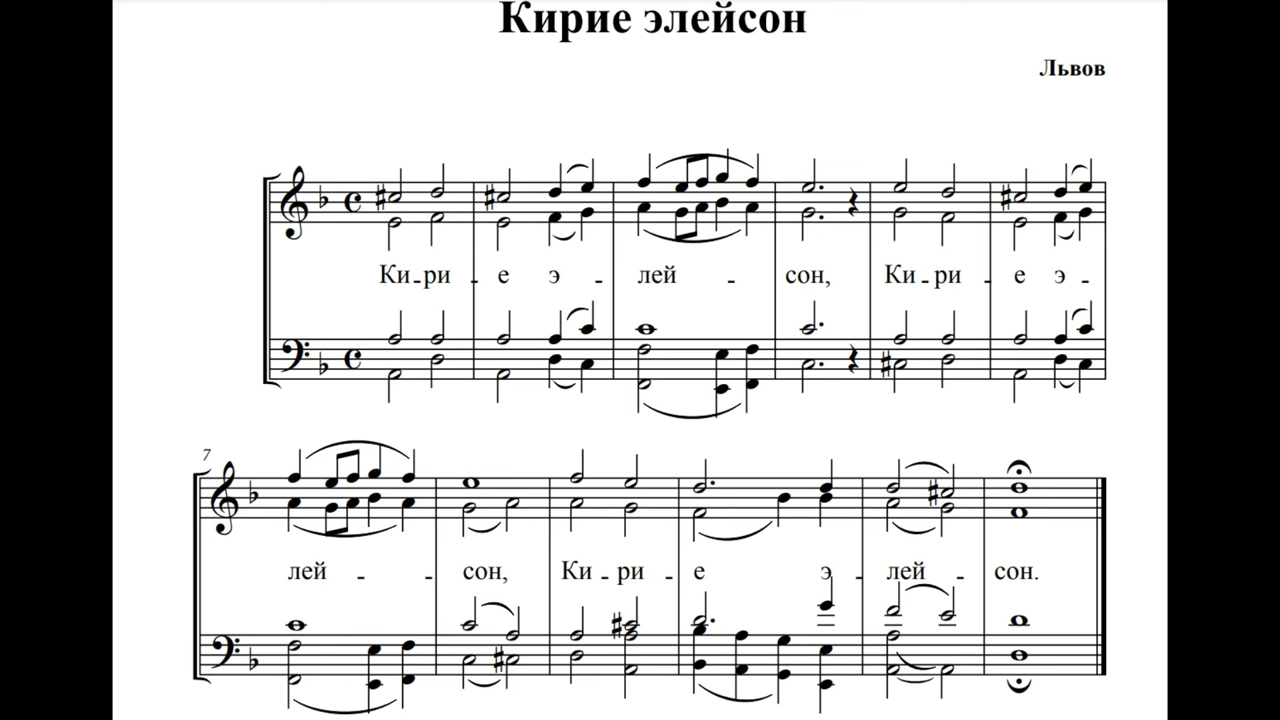 Кирие элейсон
Львов
Ки - ри - е э - лей - сон, Ки - ри - е э -
7
лей - - сон, Ки - ри - е э - лей - сон.